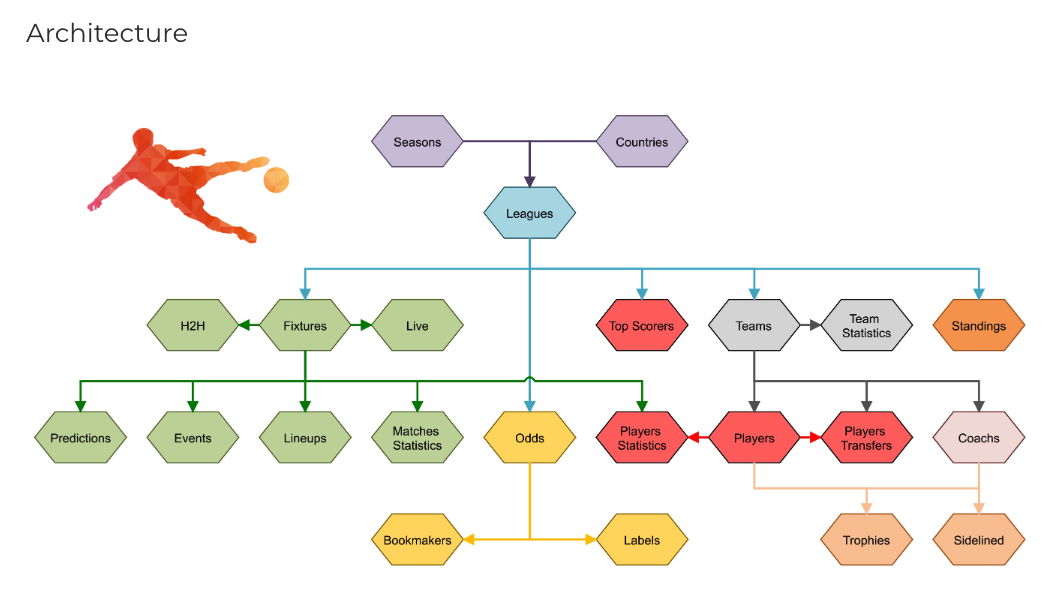 Architecture
Seasons
Countries
Leagues
H2H
Fixtures
Live
Top Scorers
Teams
Team
Statistics
Standings
Predictions
Events
Lineups
Matches
Statistics
Odds
Players
Statistics
Players
Players
Transfers
Coachs
Bookmakers
Labels
Trophies
Sidelined